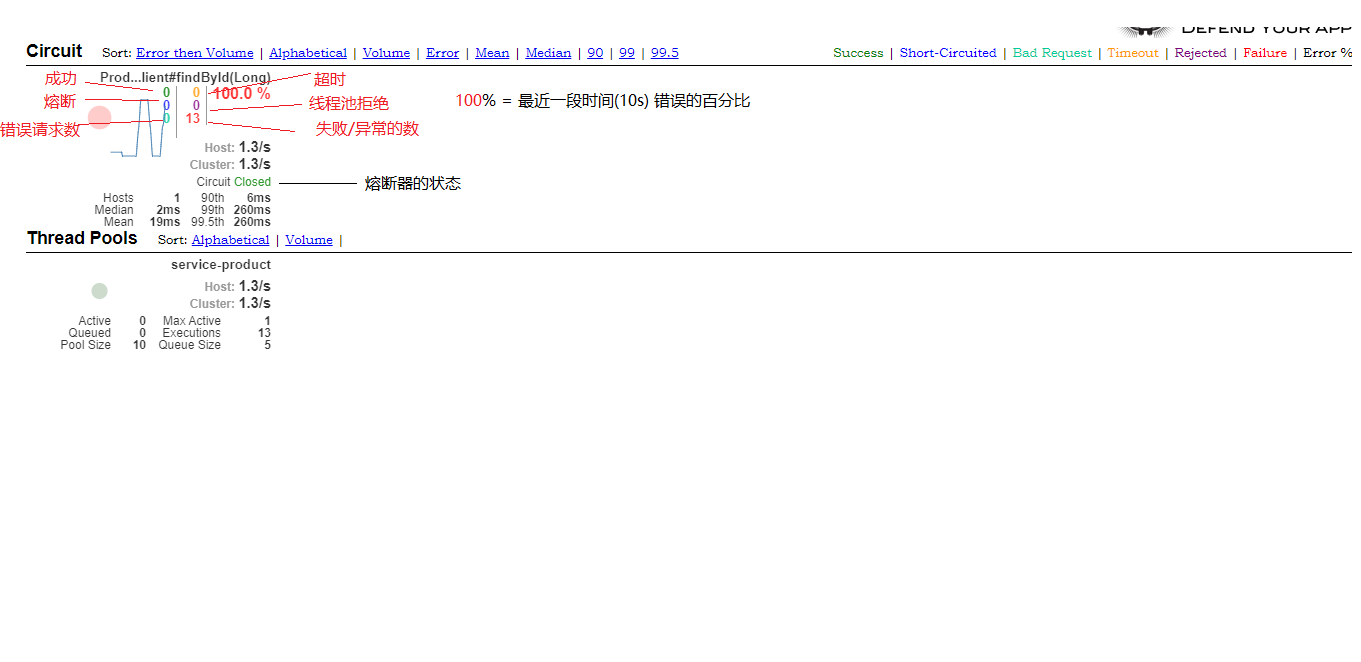 DEFEND YOUR APP
Circuit Sort: Error then Volume | Alphabetical | Volume | Error | Mean | Median | 90 | 99 | 99.5 Success | Short-Circuited | Bad Request | Timeout | Rejected | Failure | Error %
成功 Prod...lient#findById(Long) 超时
0 0 100.0 %
熔断 0 0 线程池拒绝 100% = 最近一段时间(10s) 错误的百分比
错误请求数 0 13 失败/异常的数
Host: 1.3/s
Cluster: 1.3/s
Circuit Closed 熔断器的状态
Hosts 1 90th 6ms
Median 2ms 99th 260ms
Mean 19ms 99.5th 260ms
Thread Pools Sort: Alphabetical | Volume |
service-product
Host: 1.3/s
Cluster: 1.3/s
Active 0 Max Active 1
Queued 0 Executions 13
Pool Size 10 Queue Size 5